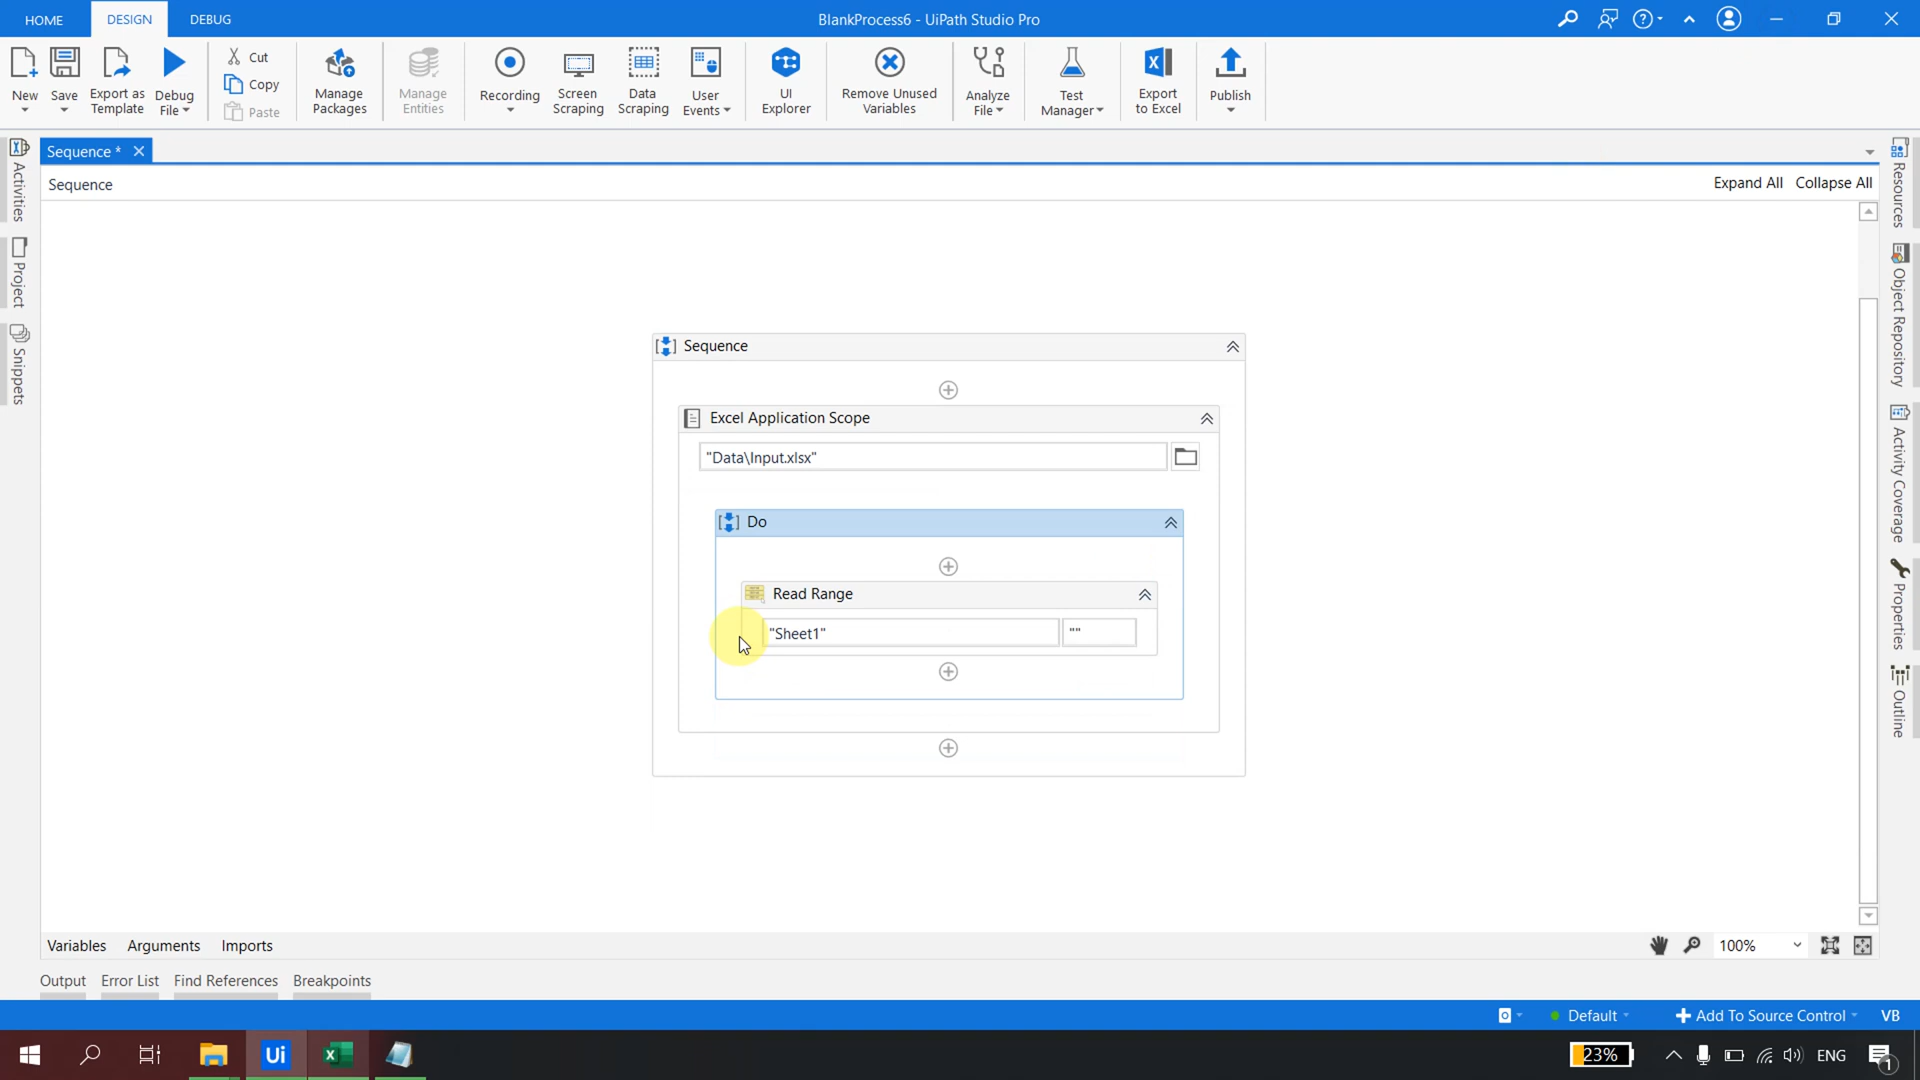 HOME DESIGN DEBUG BlankProcess6 - UiPath Studio Pro
New Save Export as Template Debug File Cut Copy Paste Manage Packages Manage Entities Recording Screen Scraping Data Scraping User Events UI Explorer Remove Unused Variables Analyze File Test Manager Export to Excel Publish
Sequence *
Sequence Expand All Collapse All
Activities
Project
Snippets
Sequence
Excel Application Scope
"Data\Input.xlsx"
Do
Read Range
"Sheet1" ""
Resources
Object Repository
Activity Coverage
Properties
Outline
Variables Arguments Imports 100%
Output Error List Find References Breakpoints
Default Add To Source Control VB
Ui 23% ENG 1